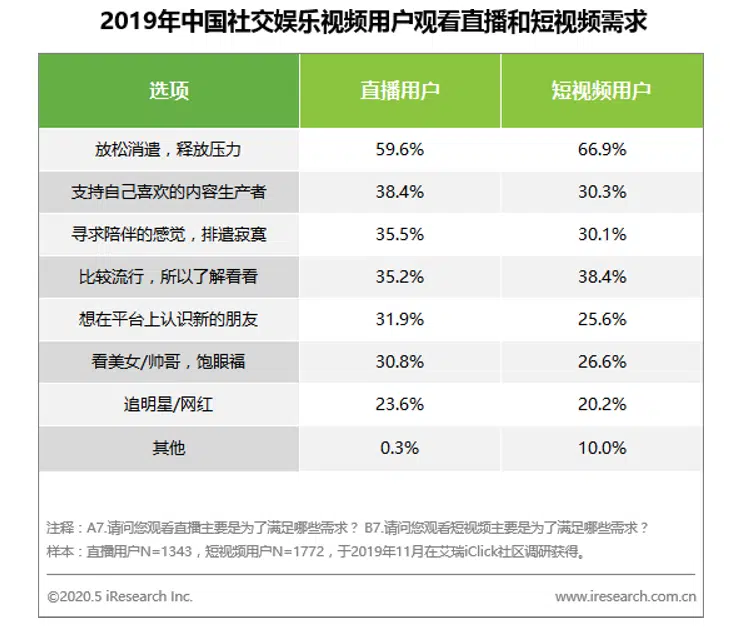 2019年中国社交娱乐视频用户观看直播和短视频需求
选项 直播用户 短视频用户
放松消遣，释放压力 59.6% 66.9%
支持自己喜欢的内容生产者 38.4% 30.3%
寻求陪伴的感觉，排遣寂寞 35.5% 30.1%
比较流行，所以了解看看 35.2% 38.4%
想在平台上认识新的朋友 31.9% 25.6%
看美女/帅哥，饱眼福 30.8% 26.6%
追明星/网红 23.6% 20.2%
其他 0.3% 10.0%
注释：A7.请问您观看直播主要是为了满足哪些需求？ B7.请问您观看短视频主要是为了满足哪些需求？
样本：直播用户N=1343，短视频用户N=1772，于2019年11月在艾瑞iClick社区调研获得。
©2020.5 iResearch Inc. www.iresearch.com.cn